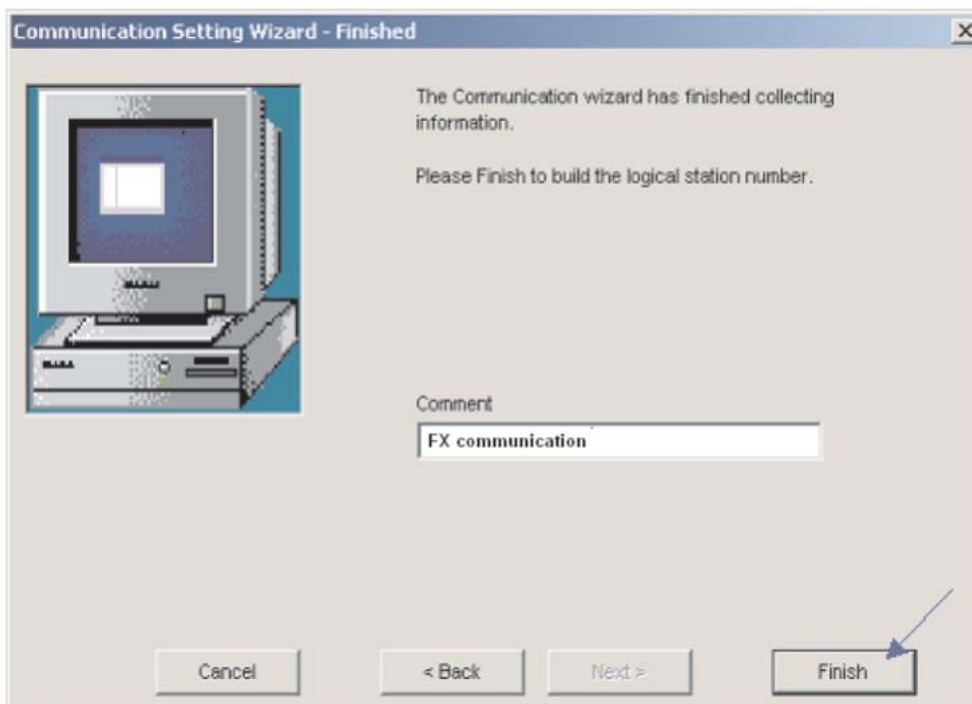 Communication Setting Wizard - Finished
The Communication wizard has finished collecting
information.
Please Finish to build the logical station number.
Comment
FX communication
Cancel
< Back
Next >
Finish